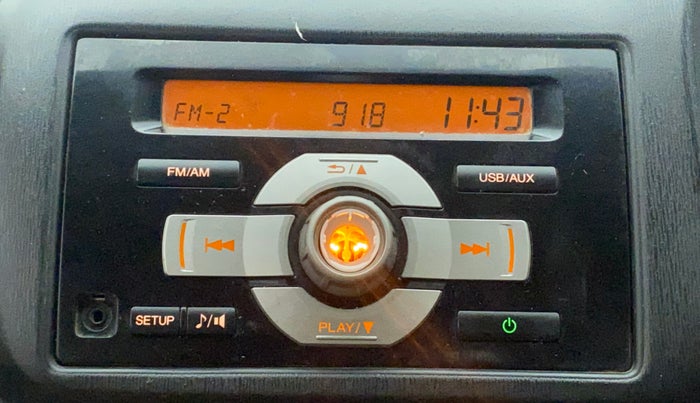 FM-2 918 11:43
FM/AM USB/AUX
SETUP PLAY/